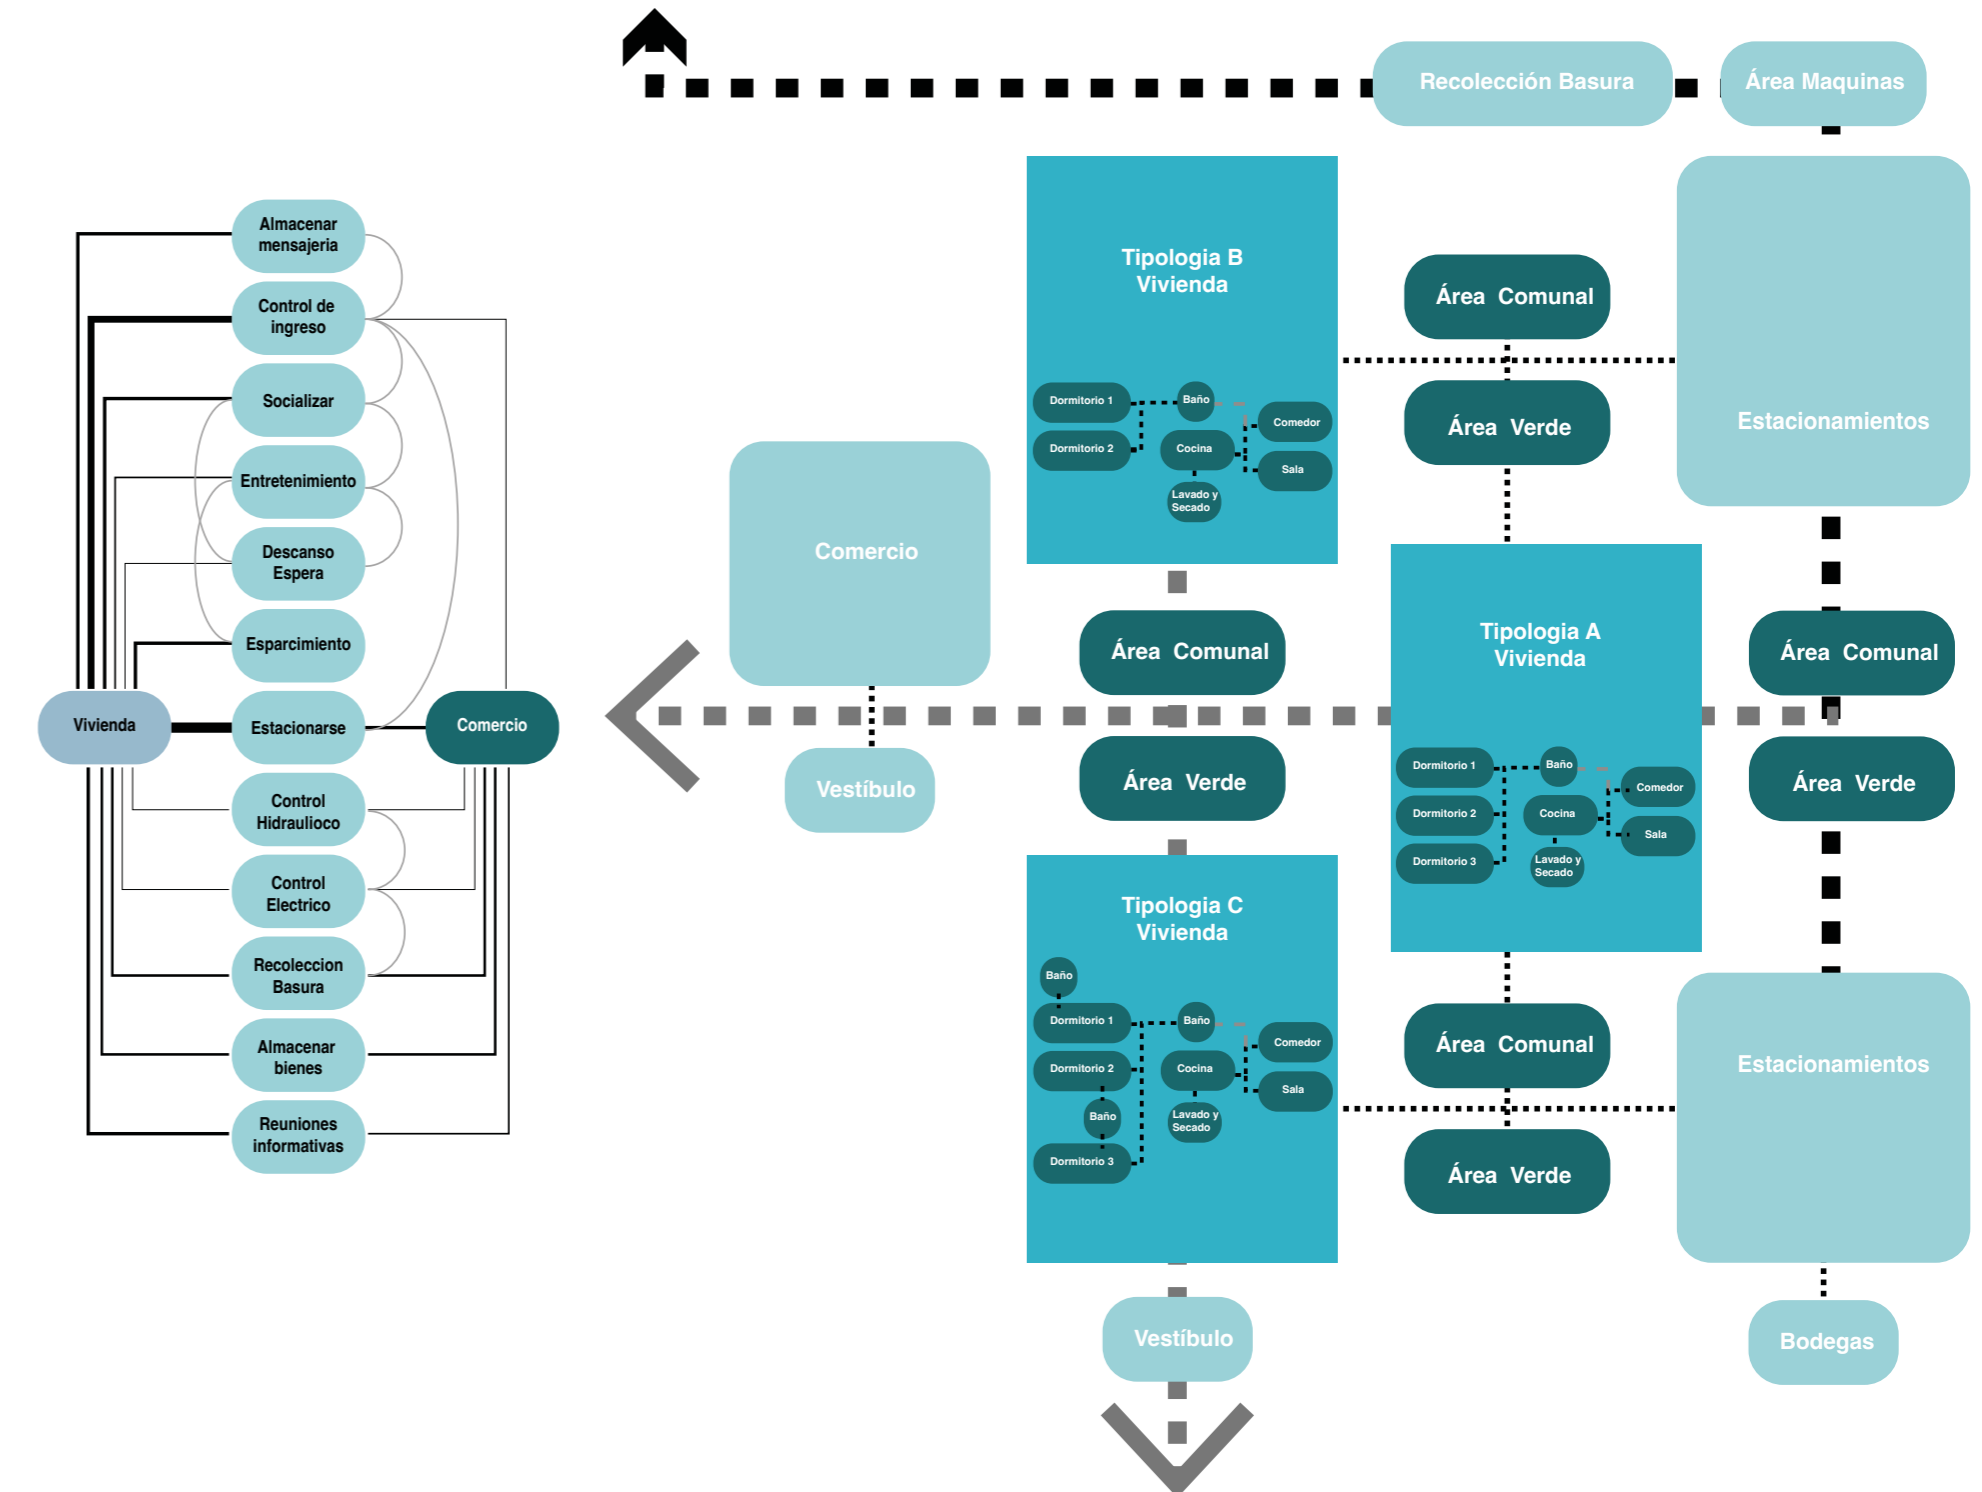 Almacenar
mensajeria
Control de
ingreso
Socializar
Entretenimiento
Descanso
Espera
Esparcimiento
Vivienda
Estacionarse
Comercio
Control
Hidraulioco
Control
Electrico
Recoleccion
Basura
Almacenar
bienes
Reuniones
informativas
Recolección Basura
Área Maquinas
Tipologia B
Vivienda
Dormitorio 1
Dormitorio 2
Baño
Cocina
Lavado y
Secado
Comedor
Sala
Área Comunal
Área Verde
Estacionamientos
Comercio
Vestíbulo
Área Comunal
Área Verde
Tipologia A
Vivienda
Dormitorio 1
Dormitorio 2
Dormitorio 3
Baño
Cocina
Lavado y
Secado
Comedor
Sala
Área Comunal
Área Verde
Tipologia C
Vivienda
Baño
Dormitorio 1
Dormitorio 2
Baño
Dormitorio 3
Baño
Cocina
Lavado y
Secado
Comedor
Sala
Área Comunal
Área Verde
Estacionamientos
Vestíbulo
Bodegas